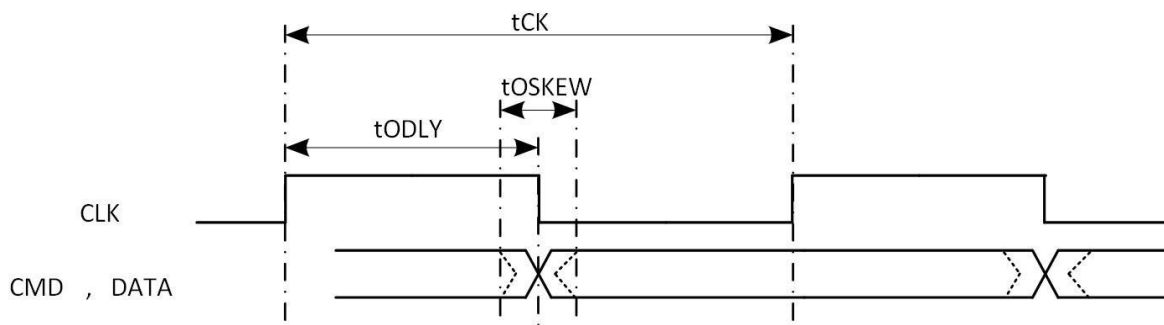 tCK
tOSKEW
tODLY
CLK
CMD , DATA